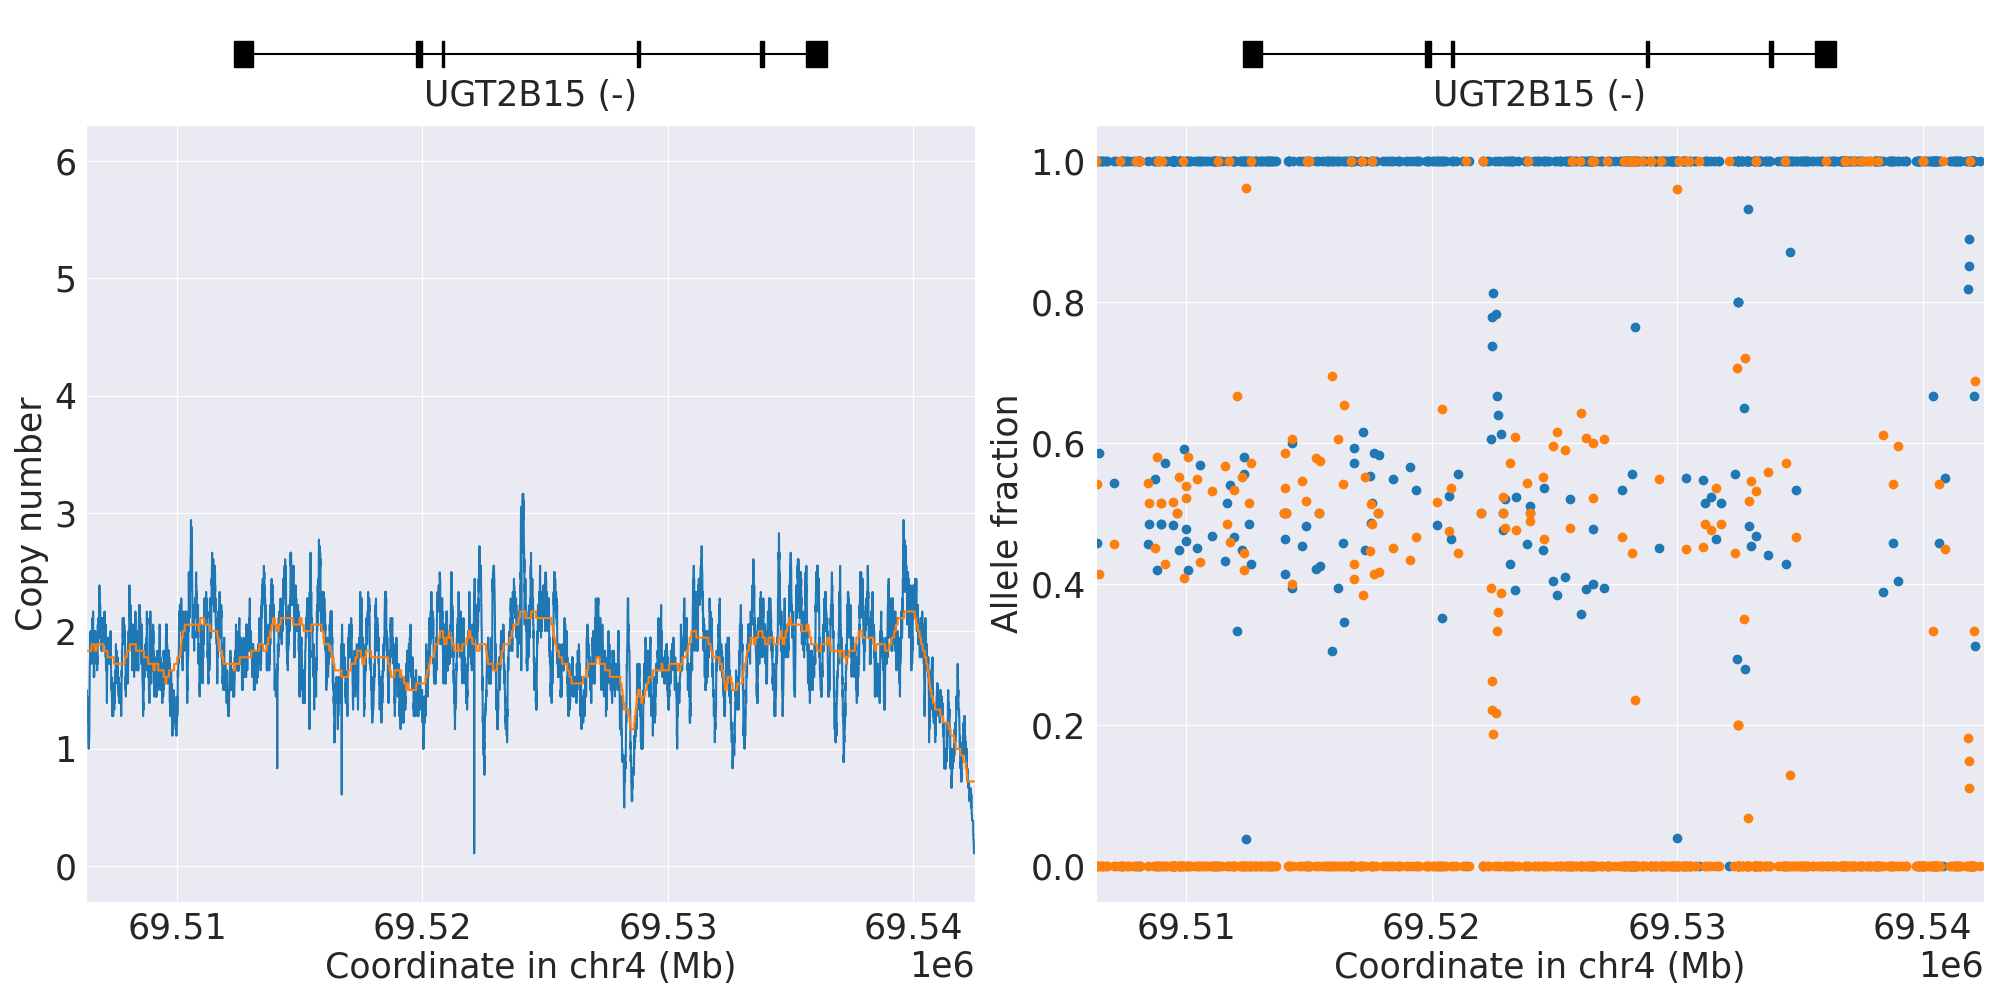 UGT2B15 (-)
6
5
4
3
2
1
0
Copy number
69.51 69.52 69.53 69.54
Coordinate in chr4 (Mb)
1e6
UGT2B15 (-)
1.0
0.8
0.6
0.4
0.2
0.0
Allele fraction
69.51 69.52 69.53 69.54
Coordinate in chr4 (Mb)
1e6